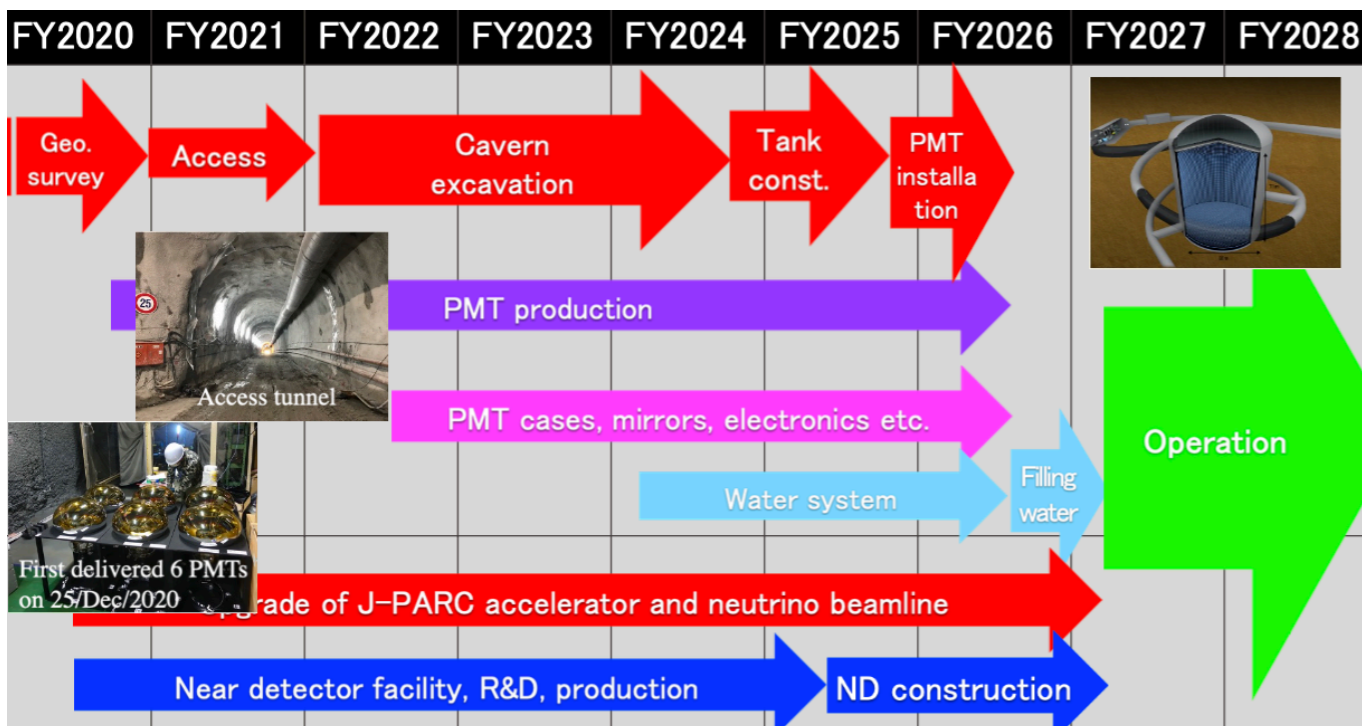 FY2020 FY2021 FY2022 FY2023 FY2024 FY2025 FY2026 FY2027 FY2028
Geo.
survey
Access
Cavern
excavation
Tank
const.
PMT
installa
tion
25
PMT production
Access tunnel
PMT cases, mirrors, electronics etc.
Operation
Water system
Filling
water
First delivered 6 PMTs
on 25/Dec/2020
pgrade of J-PARC accelerator and neutrino beamline
Near detector facility, R&D, production
ND construction